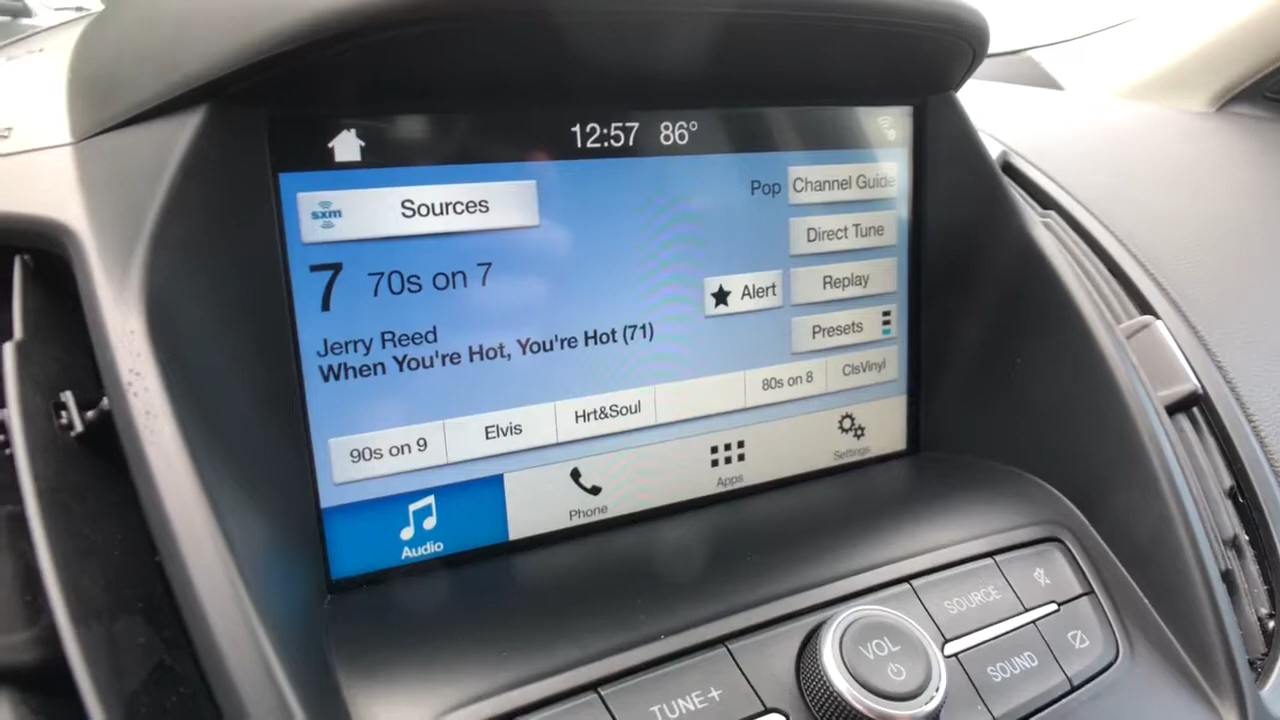 12:57 86°
sxm Sources
Pop Channel Guide
Direct Tune
7 70s on 7
Alert Replay
Jerry Reed
When You're Hot, You're Hot (71)
Presets
90s on 9 Elvis Hrt&Soul 80s on 8 ClsVinyl
Audio Phone Apps Settings
VOL
SOURCE
SOUND
TUNE+